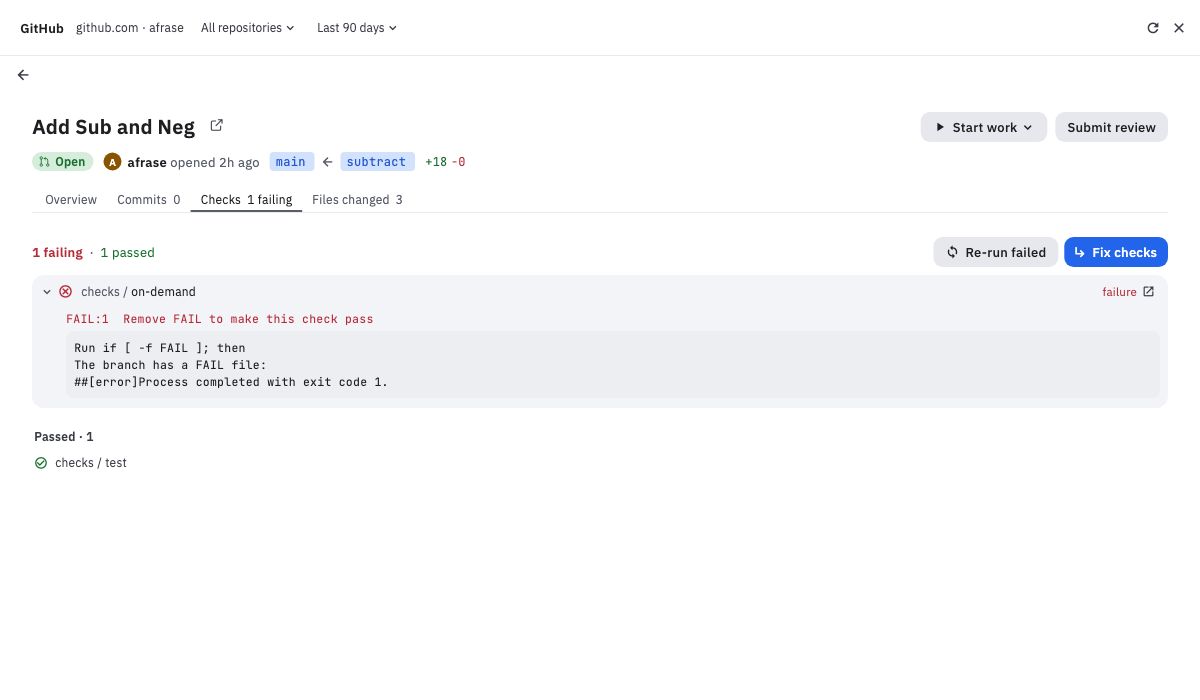 GitHub github.com · afrase All repositories Last 90 days
Add Sub and Neg
Start work Submit review
Open A afrase opened 2h ago main ← subtract +18 -0
Overview Commits 0 Checks 1 failing Files changed 3
1 failing · 1 passed
Re-run failed Fix checks
checks / on-demand failure
FAIL:1 Remove FAIL to make this check pass
Run if [ -f FAIL ]; then
The branch has a FAIL file:
##[error]Process completed with exit code 1.
Passed · 1
checks / test